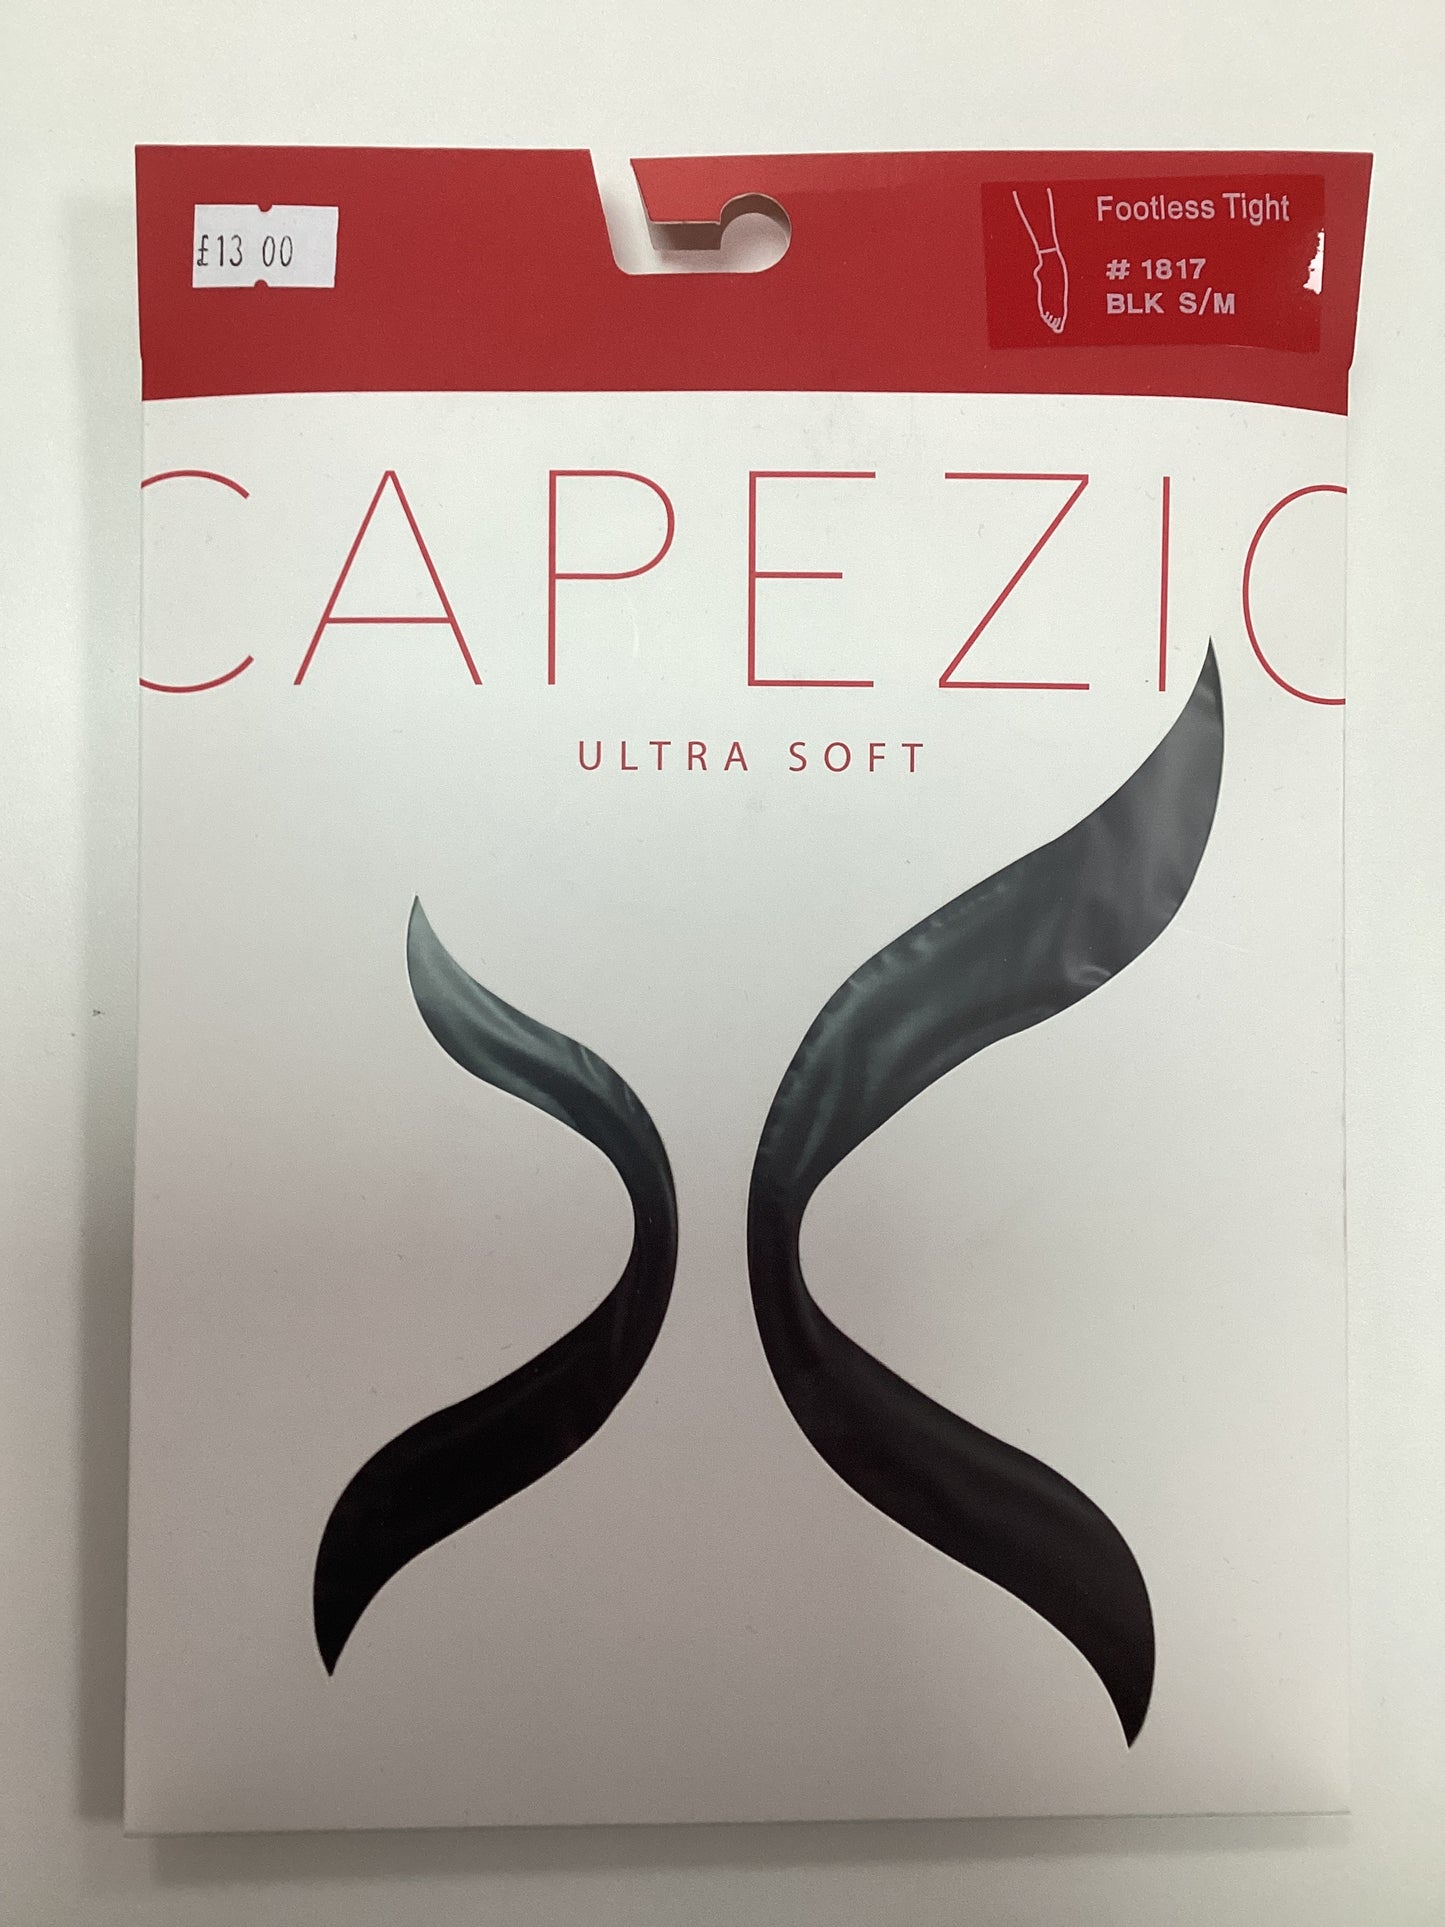 £13 00
Footless Tight
# 1817
BLK S/M
CAPEZIO
ULTRA SOFT